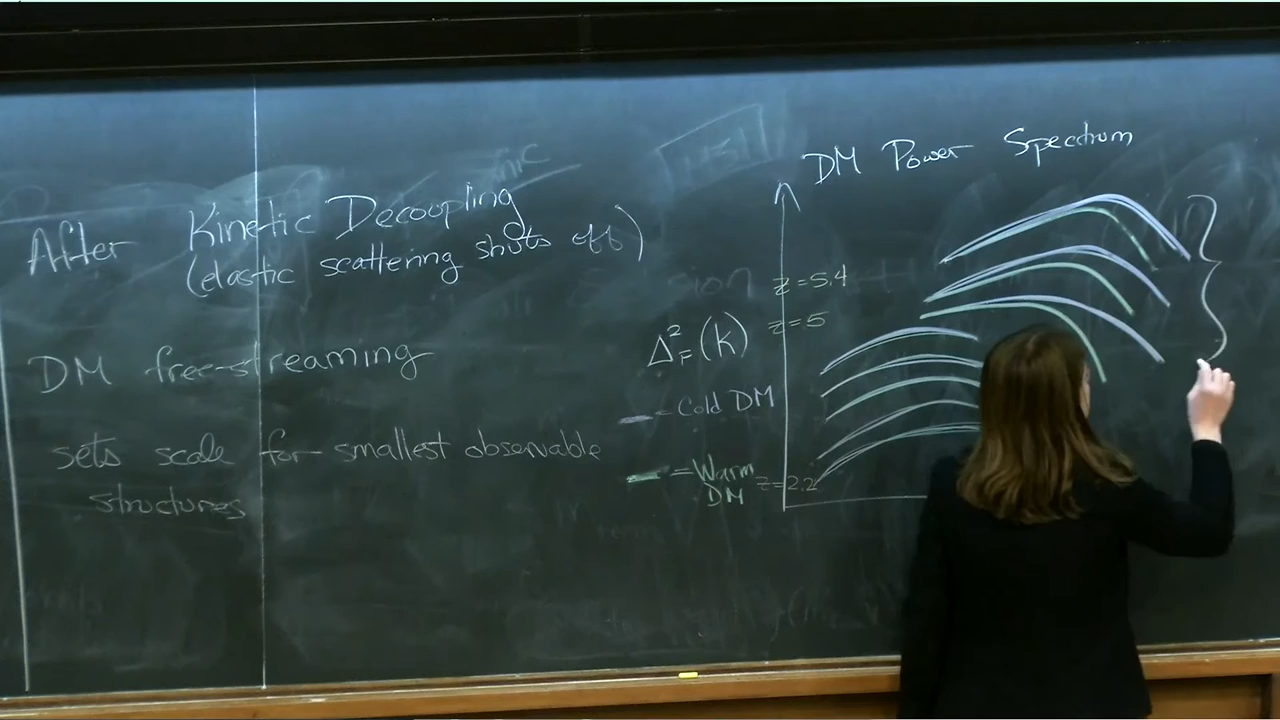 After Kinetic Decoupling
(elastic scattering shuts off)
DM free-streaming
sets scale for smallest observable
structures
DM Power Spectrum
z=5.4
z=5
Δ²_F(k)
= Cold DM
= Warm
DM
z=2.2